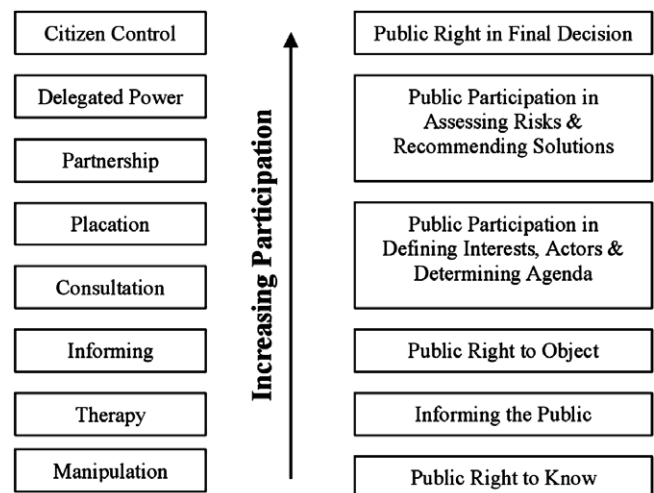 Citizen Control
Delegated Power
Partnership
Placation
Consultation
Informing
Therapy
Manipulation
Increasing Participation
Public Right in Final Decision
Public Participation in
Assessing Risks &
Recommending Solutions
Public Participation in
Defining Interests, Actors &
Determining Agenda
Public Right to Object
Informing the Public
Public Right to Know